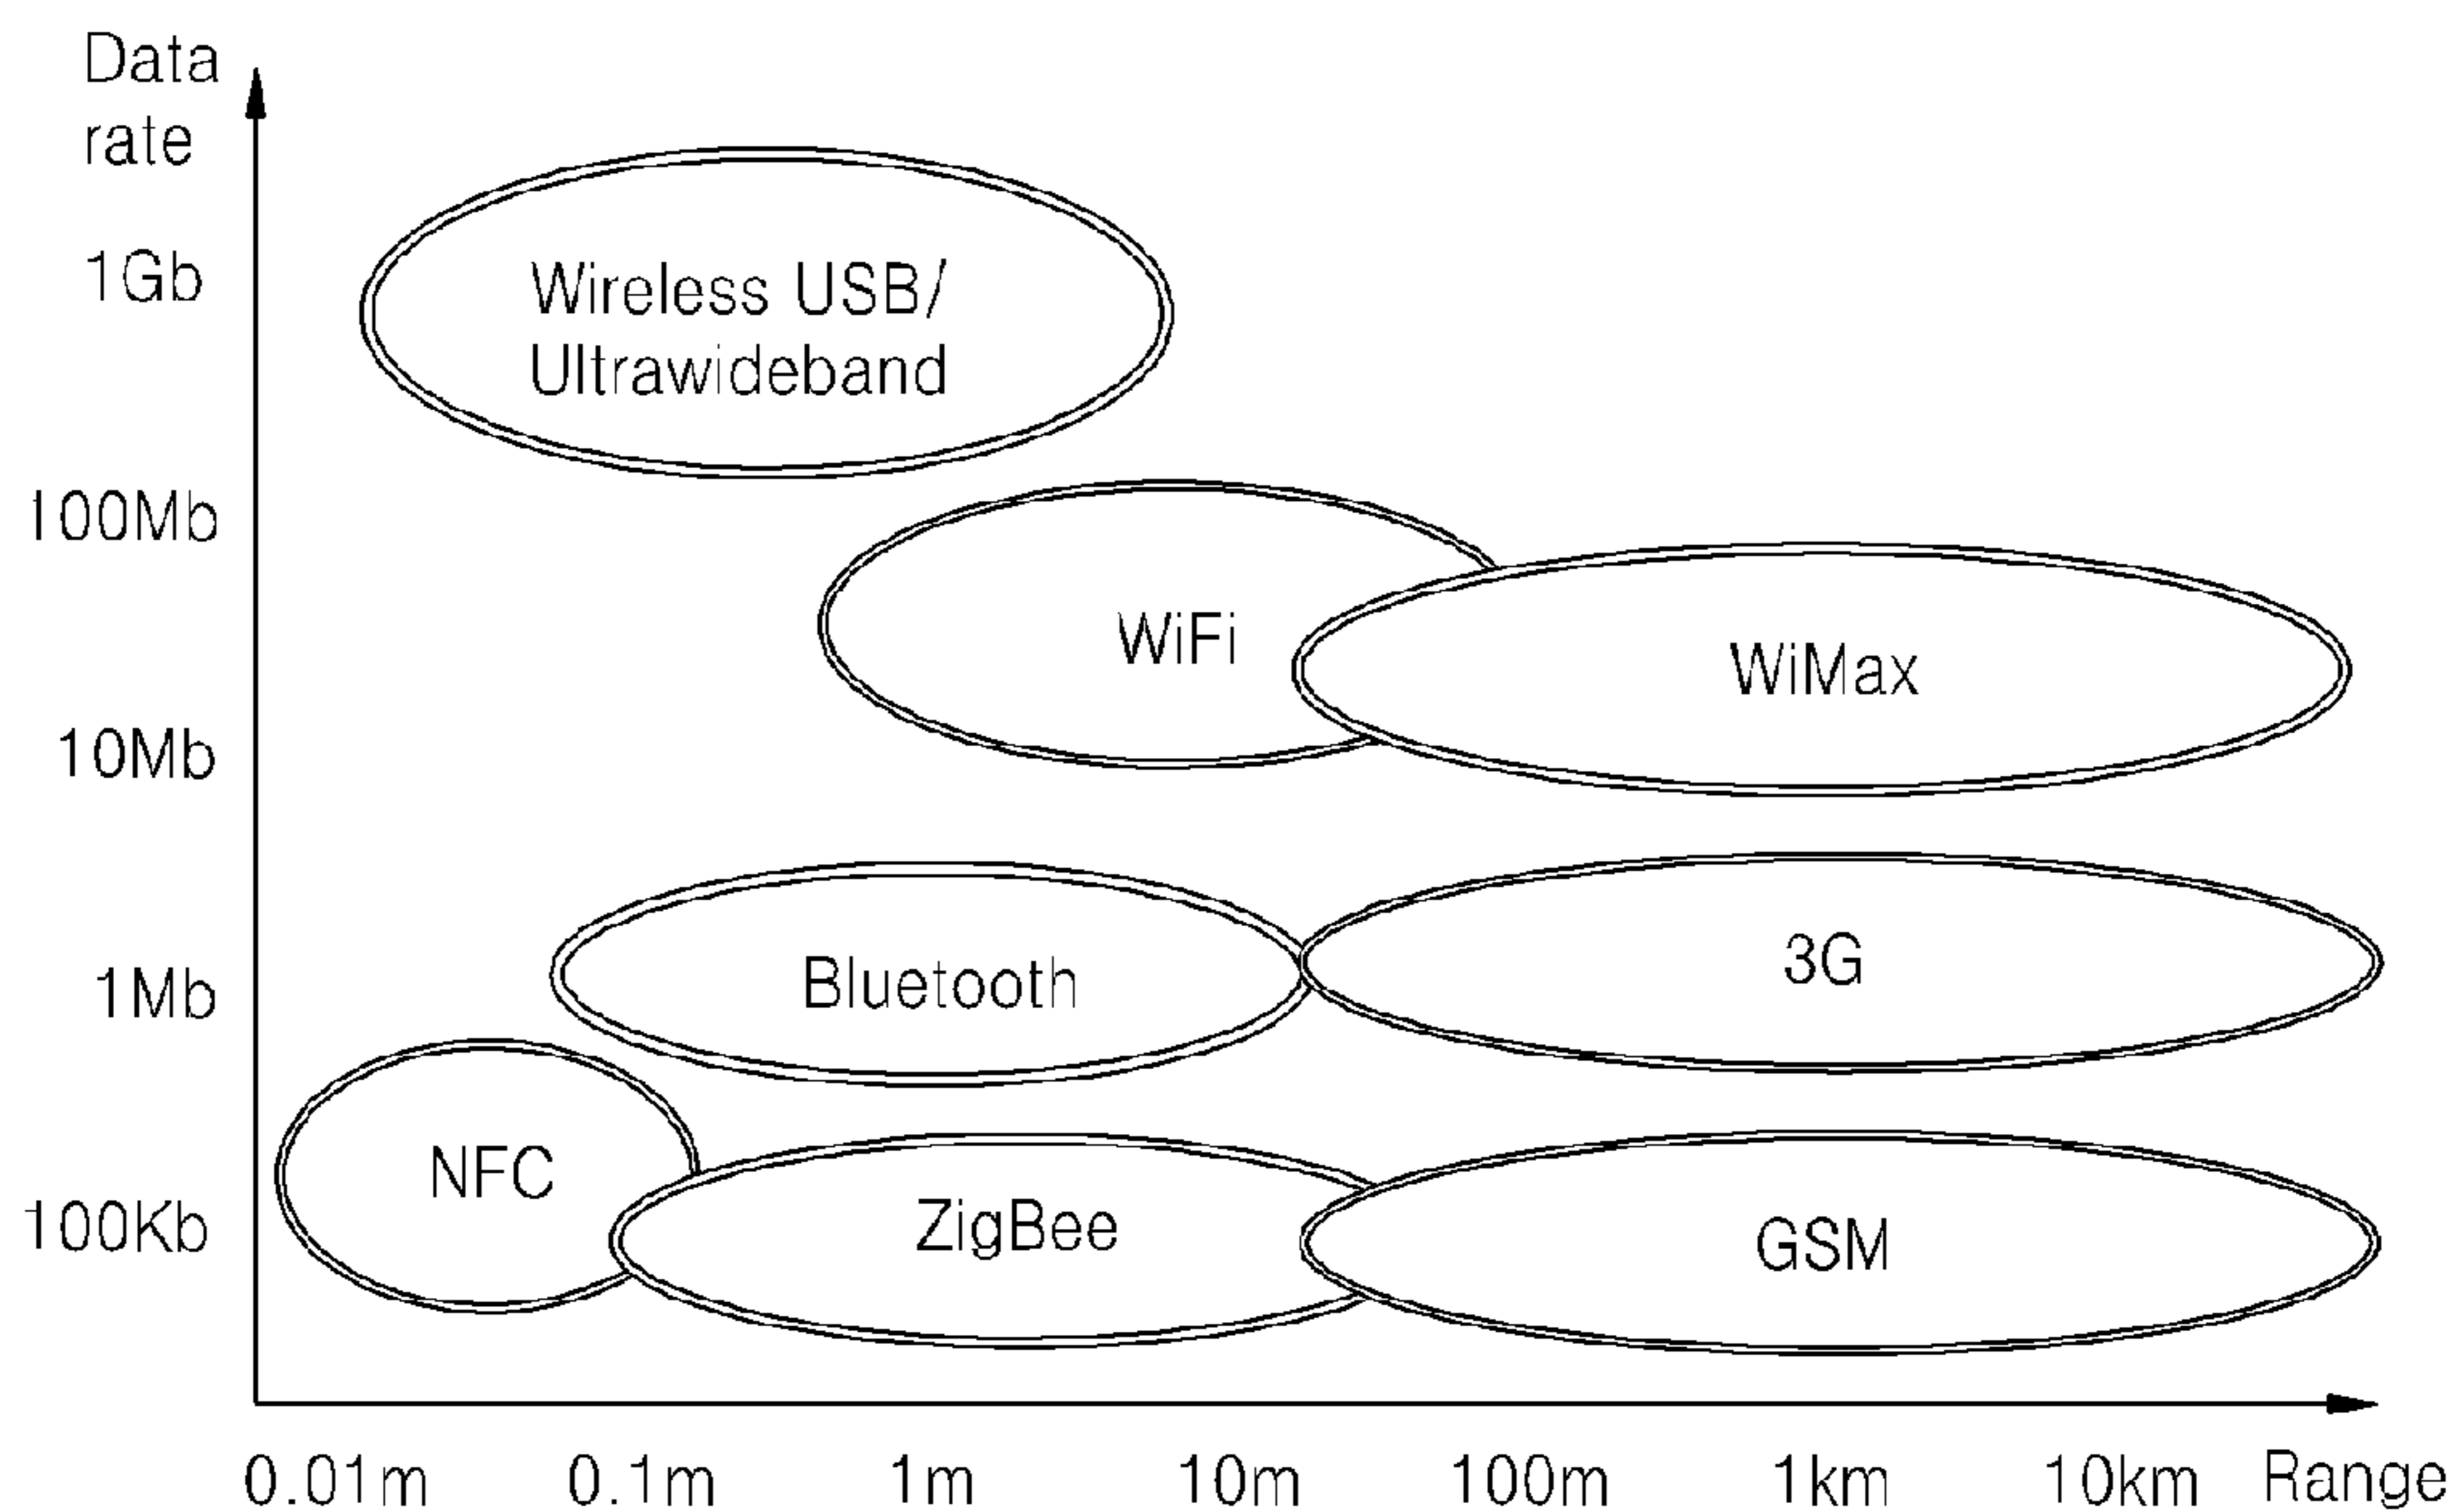 Data
rate
1Gb
Wireless USB/
Ultrawideband
100Mb
WiFi
WiMax
10Mb
Bluetooth
3G
1Mb
NFC
ZigBee
GSM
100Kb
0.01m 0.1m 1m 10m 100m 1km 10km Range